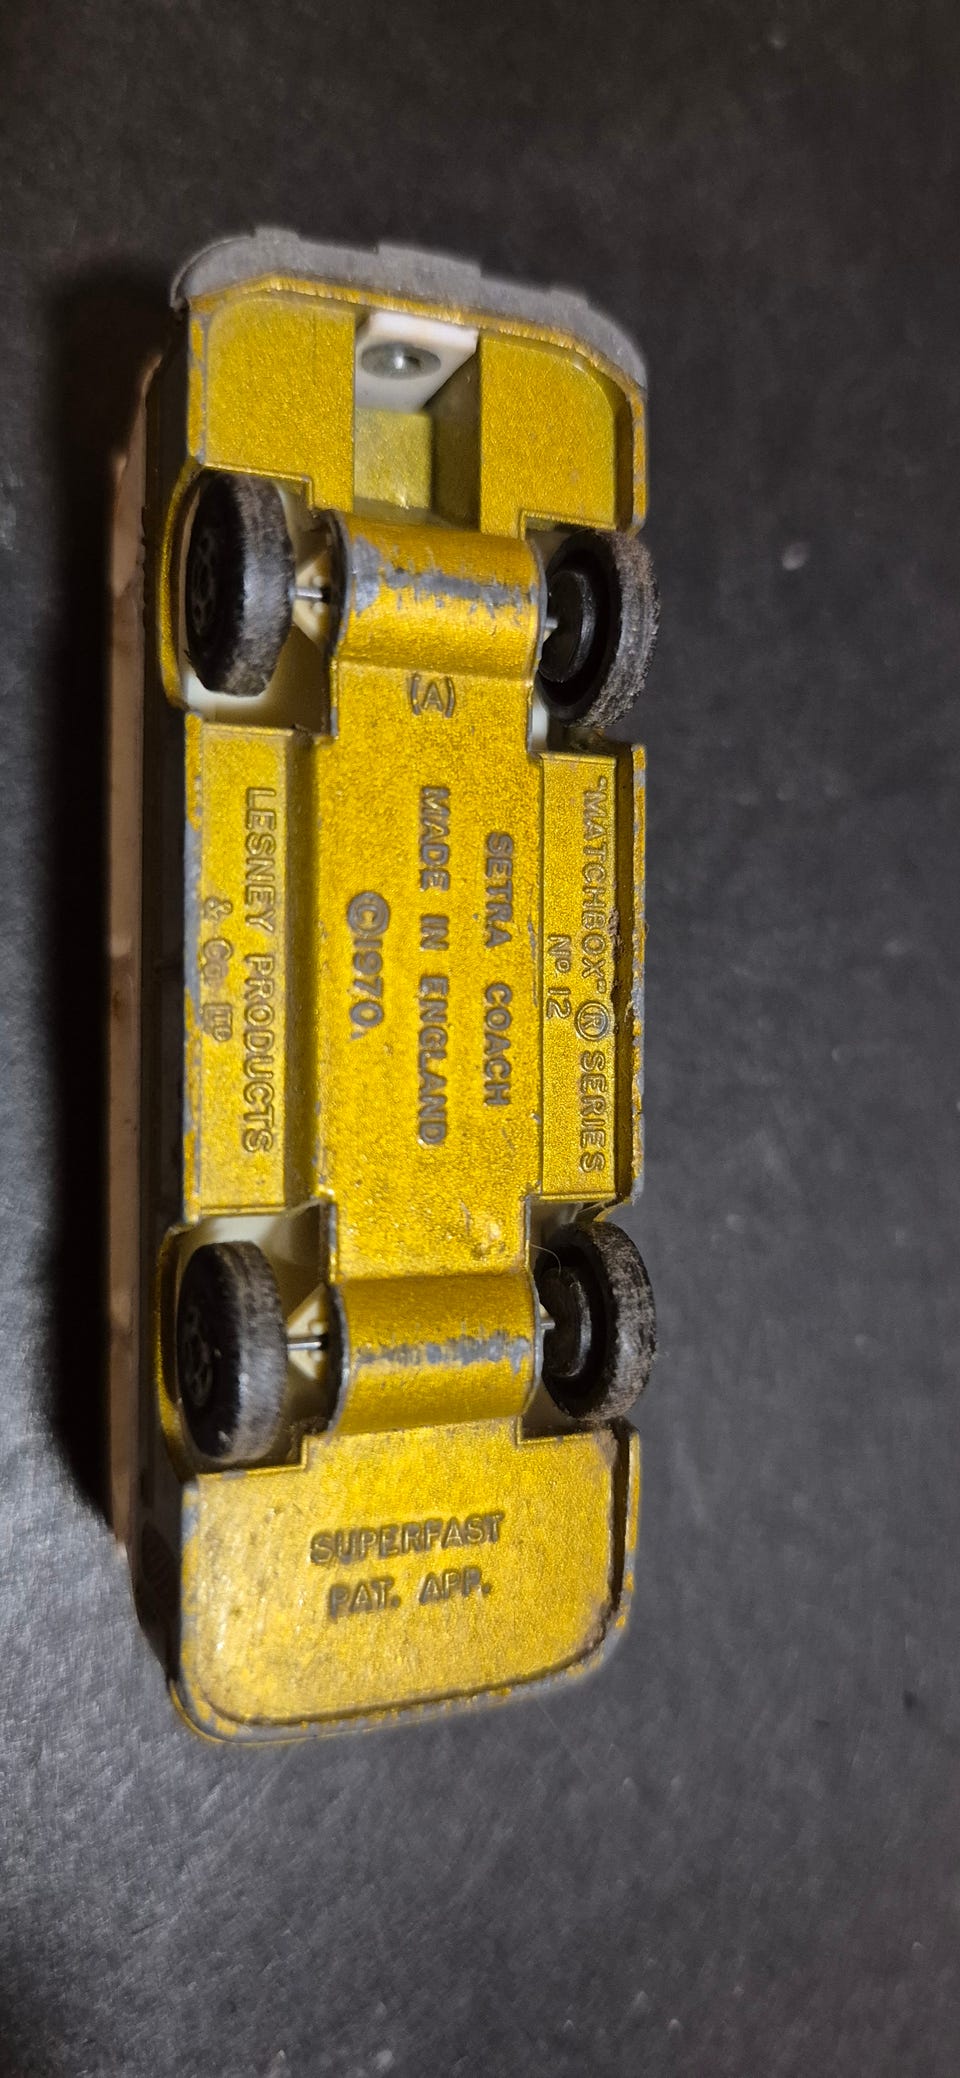 "MATCHBOX" ® SERIES
Nº 12
SETRA COACH
MADE IN ENGLAND
©1970.
LESNEY PRODUCTS
& Co LTD
(A)
SUPERFAST
PAT. APP.